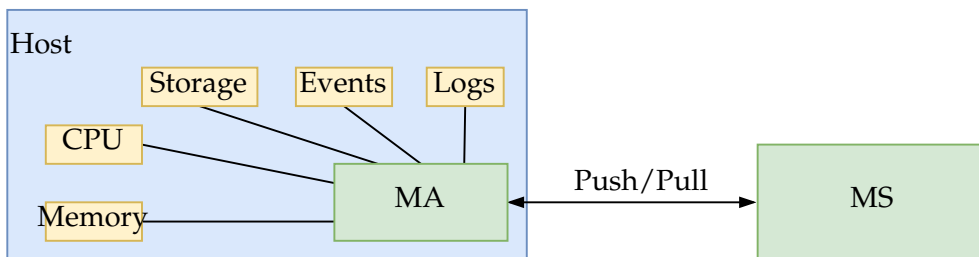 Host
Storage
Events
Logs
CPU
Memory
MA
Push/Pull
MS